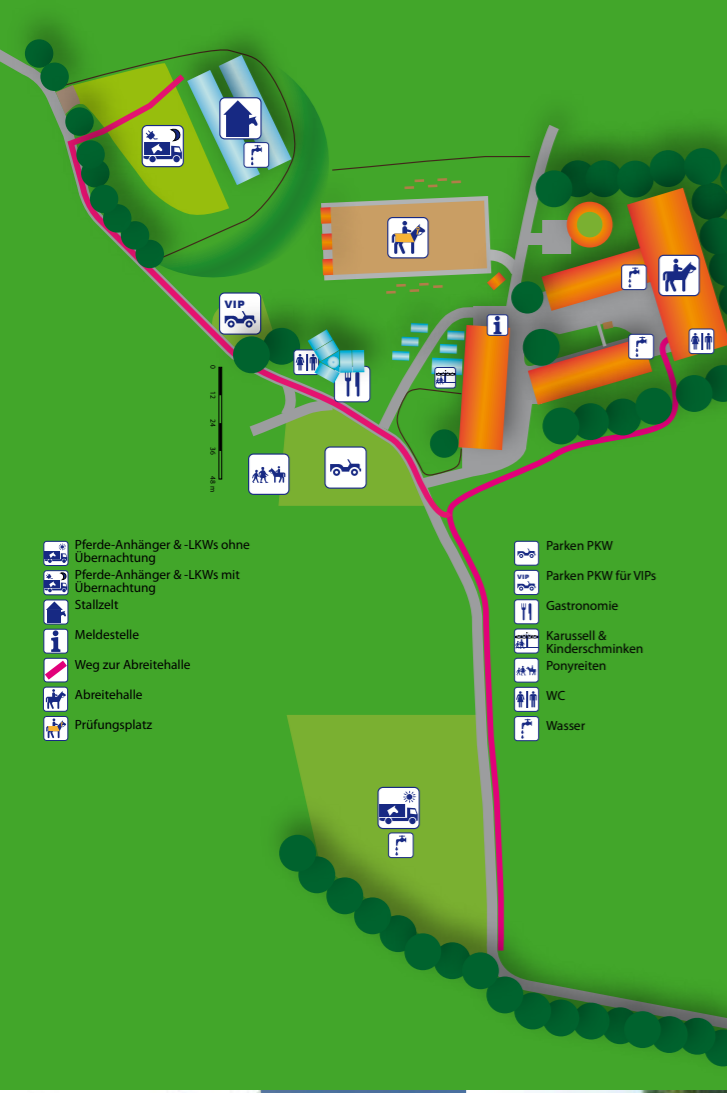 VIP
0
12
24
36
48 m
Pferde-Anhänger & -LKWs ohne
Übernachtung
Pferde-Anhänger & -LKWs mit
Übernachtung
Stallzelt
Meldestelle
Weg zur Abreitehalle
Abreitehalle
Prüfungsplatz
Parken PKW
VIP
Parken PKW für VIPs
Gastronomie
Karussell &
Kinderschminken
Ponyreiten
WC
Wasser